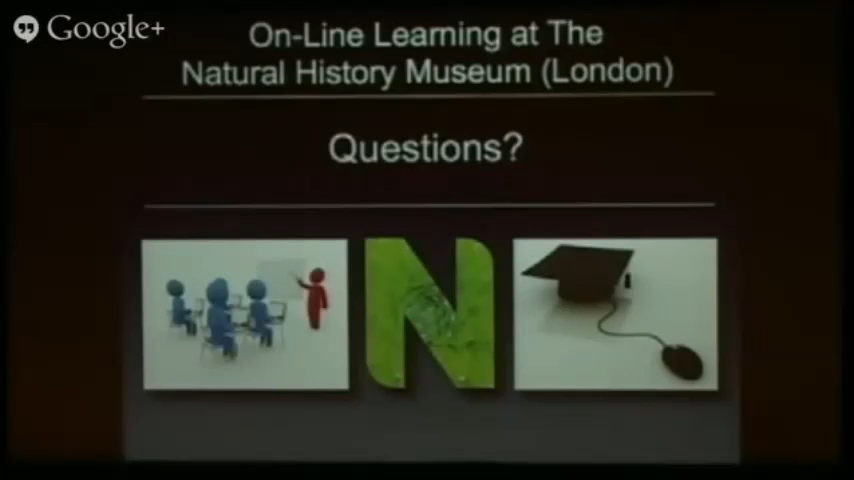 Google+
On-Line Learning at The
Natural History Museum (London)
Questions?
N